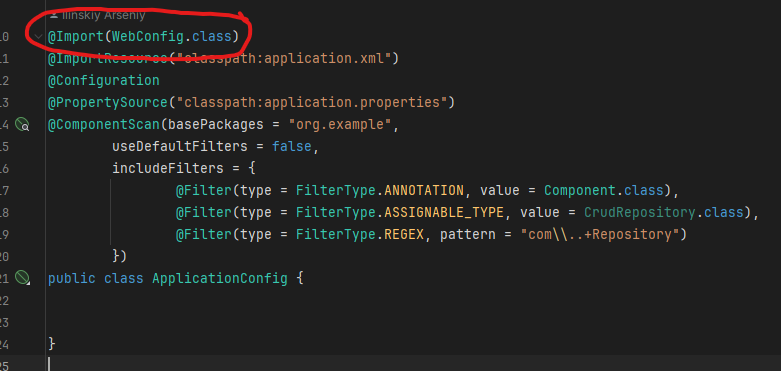 Ilinskiy Arseniy
10 @Import(WebConfig.class)
11 @ImportResource("classpath:application.xml")
12 @Configuration
13 @PropertySource("classpath:application.properties")
14 @ComponentScan(basePackages = "org.example",
15 useDefaultFilters = false,
16 includeFilters = {
17 @Filter(type = FilterType.ANNOTATION, value = Component.class),
18 @Filter(type = FilterType.ASSIGNABLE_TYPE, value = CrudRepository.class),
19 @Filter(type = FilterType.REGEX, pattern = "com\\..+Repository")
20 })
21 public class ApplicationConfig {
22
23
24 }
25